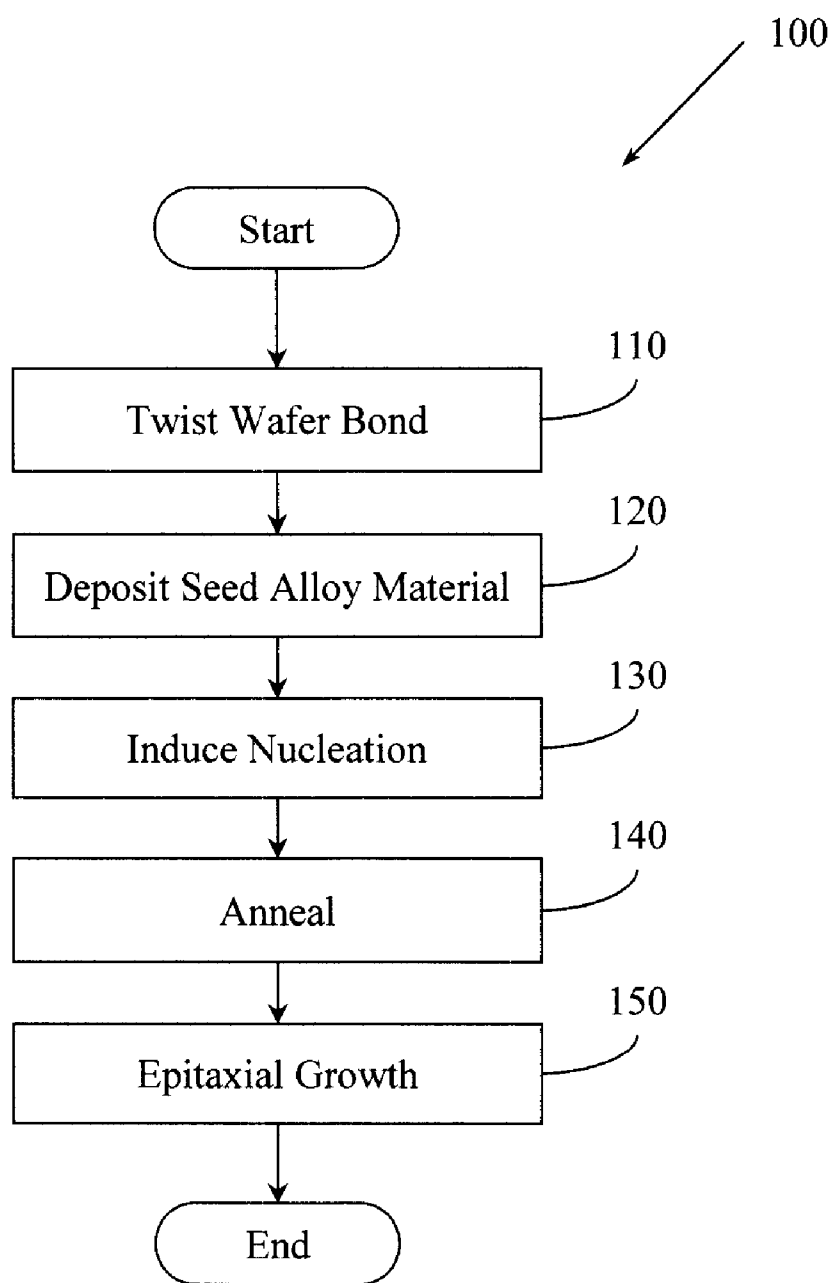 100
Start
110
Twist Wafer Bond
120
Deposit Seed Alloy Material
130
Induce Nucleation
140
Anneal
150
Epitaxial Growth
End